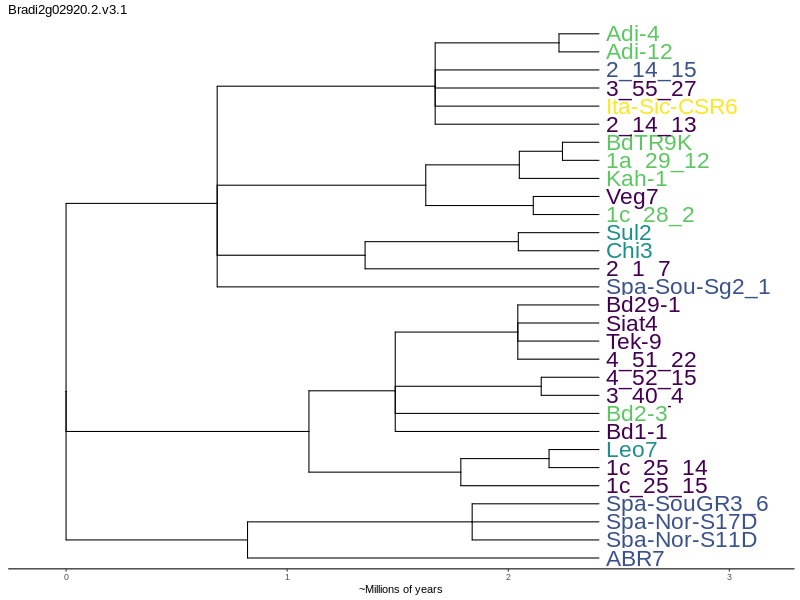 Bradi2g02920.2.v3.1
Adi-4
Adi-12
2_14_15
3_55_27
Ita-Sic-CSR6
2_14_13
BdTR9K
1a_29_12
Kah-1
Veg7
1c_28_2
Sul2
Chi3
2_1_7
Spa-Sou-Sg2_1
Bd29-1
Siat4
Tek-9
4_51_22
4_52_15
3_40_4
Bd2-3
Bd1-1
Leo7
1c_25_14
1c_25_15
Spa-SouGR3_6
Spa-Nor-S17D
Spa-Nor-S11D
ABR7
0 1 2 3
~Millions of years